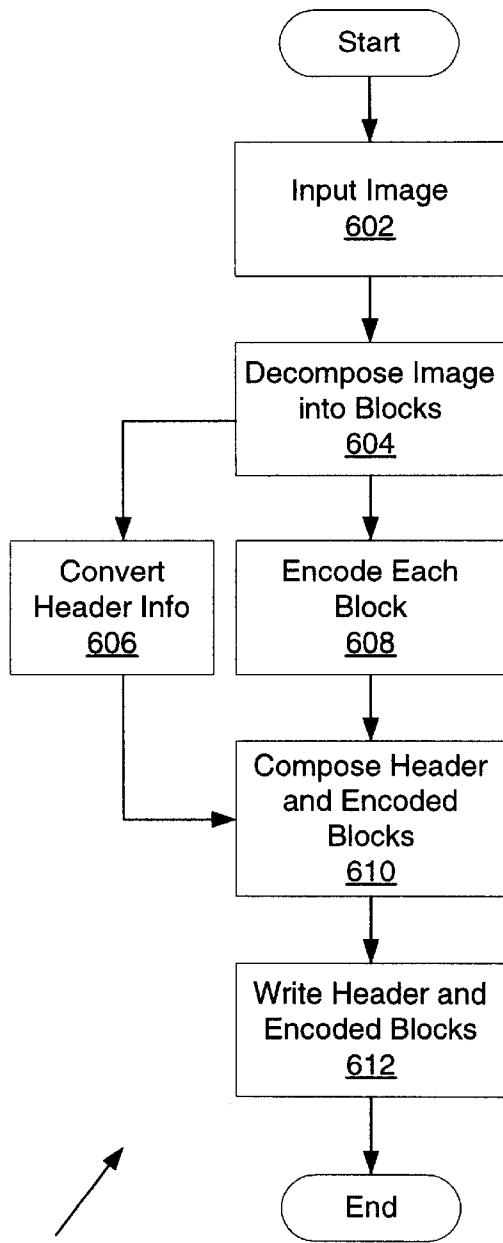 Start
Input Image
602
Decompose Image
into Blocks
604
Convert
Header Info
606
Encode Each
Block
608
Compose Header
and Encoded
Blocks
610
Write Header and
Encoded Blocks
612
End